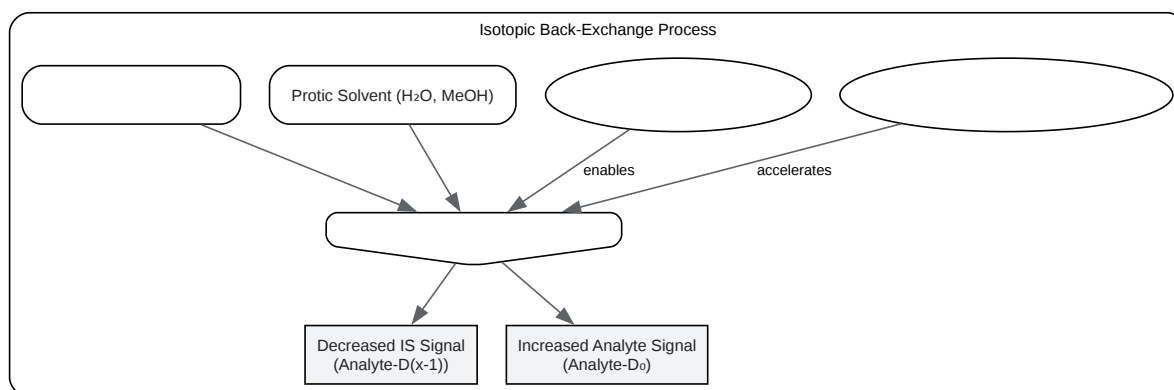 Isotopic Back-Exchange Process
Protic Solvent (H₂O, MeOH)
enables
accelerates
Decreased IS Signal
(Analyte-D(x-1))
Increased Analyte Signal
(Analyte-D₀)